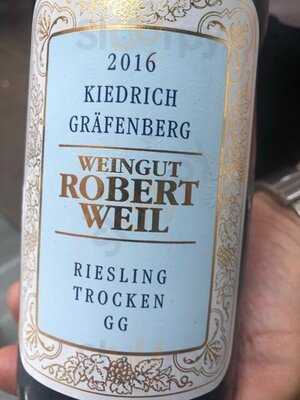 2016
KIEDRICH
GRÄFENBERG
WEINGUT
ROBERT
WEIL
RIESLING
TROCKEN
GG